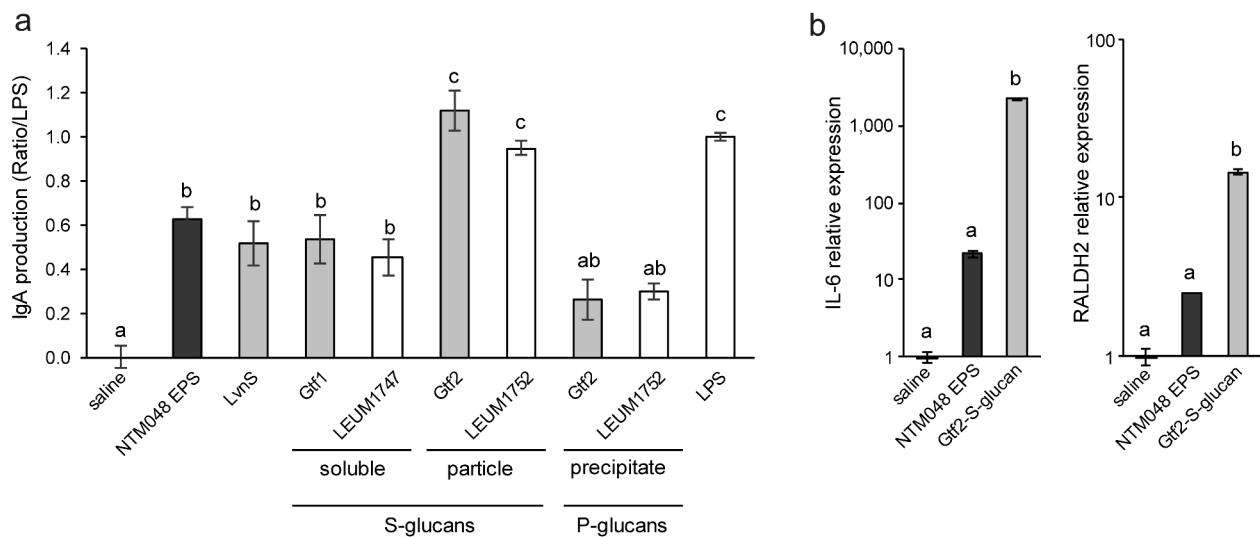 a
IgA production (Ratio/LPS)
1.4
1.2
1.0
0.8
0.6
0.4
0.2
0.0
a
b
b
b
b
c
c
ab
ab
c
saline
NTM048 EPS
LvnS
Gtf1
LEUM1747
Gtf2
LEUM1752
Gtf2
LEUM1752
LPS
soluble
particle
precipitate
S-glucans
P-glucans
b
IL-6 relative expression
10,000
1,000
100
10
1
a
a
b
saline
NTM048 EPS
Gtf2-S-glucan
RALDH2 relative expression
100
10
1
a
a
b
saline
NTM048 EPS
Gtf2-S-glucan